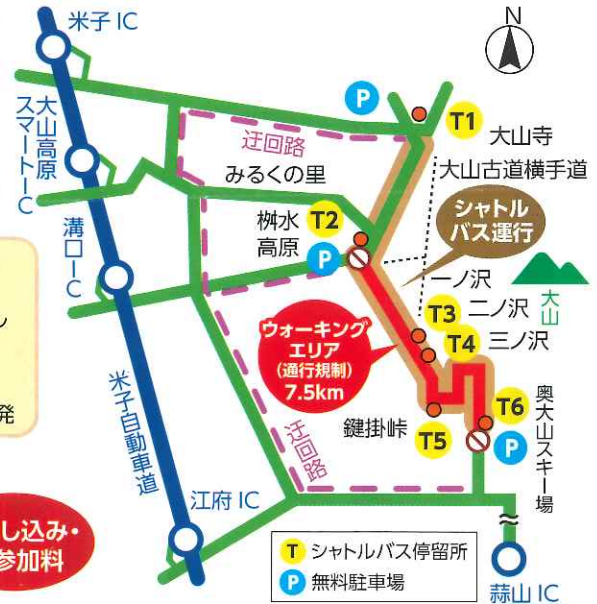 米子 IC
N
P
T1
大山寺
大山高原
スマートIC
迂回路
みるくの里
大山古道横手道
シャトル
バス運行
溝口IC
桝水
高原
T2
P
一ノ沢
大山
T3
二ノ沢
T4
三ノ沢
ウォーキング
エリア
(通行規制)
7.5km
米子自動車道
鍵掛峠
T5
T6
P
奥大山スキー場
迂回路
発
江府 IC
し込み・
参加料
T シャトルバス停留所
P 無料駐車場
蒜山 IC